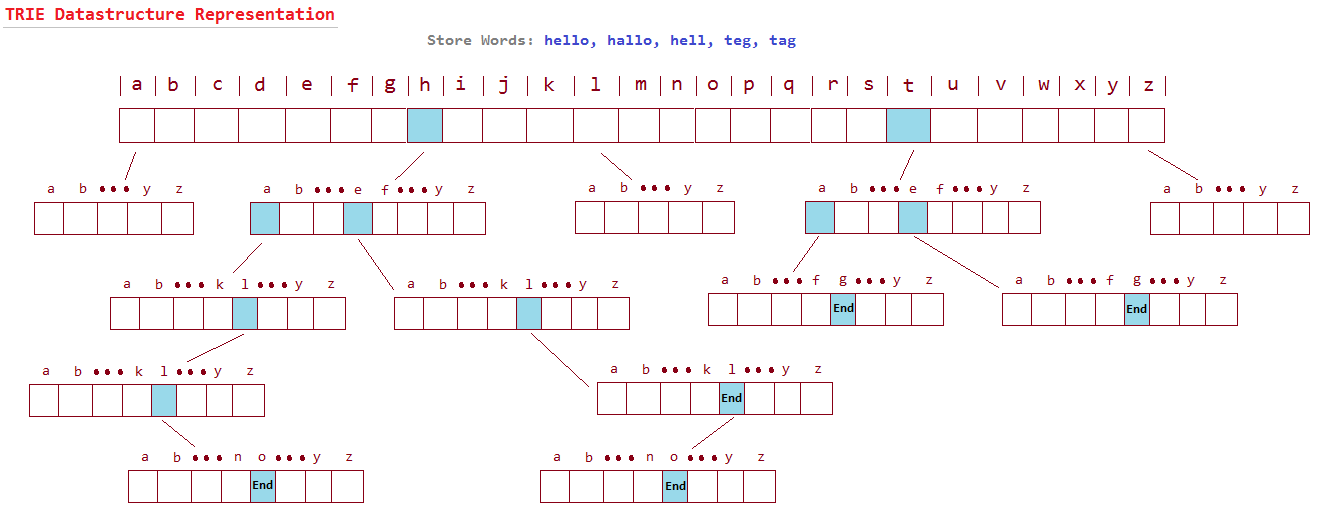 TRIE Datastructure Representation
Store Words: hello, hallo, hell, teg, tag
| a | b | c | d | e | f | g | h | i | j | k | l | m | n | o | p | q | r | s | t | u | v | w | x | y | z |
a b ••• y z
a b ••• e f ••• y z
a b ••• y z
a b ••• e f ••• y z
a b ••• y z
a b ••• k l ••• y z
a b ••• k l ••• y z
a b ••• f g ••• y z
End
a b ••• f g ••• y z
End
a b ••• k l ••• y z
a b ••• k l ••• y z
End
a b ••• n o ••• y z
End
a b ••• n o ••• y z
End